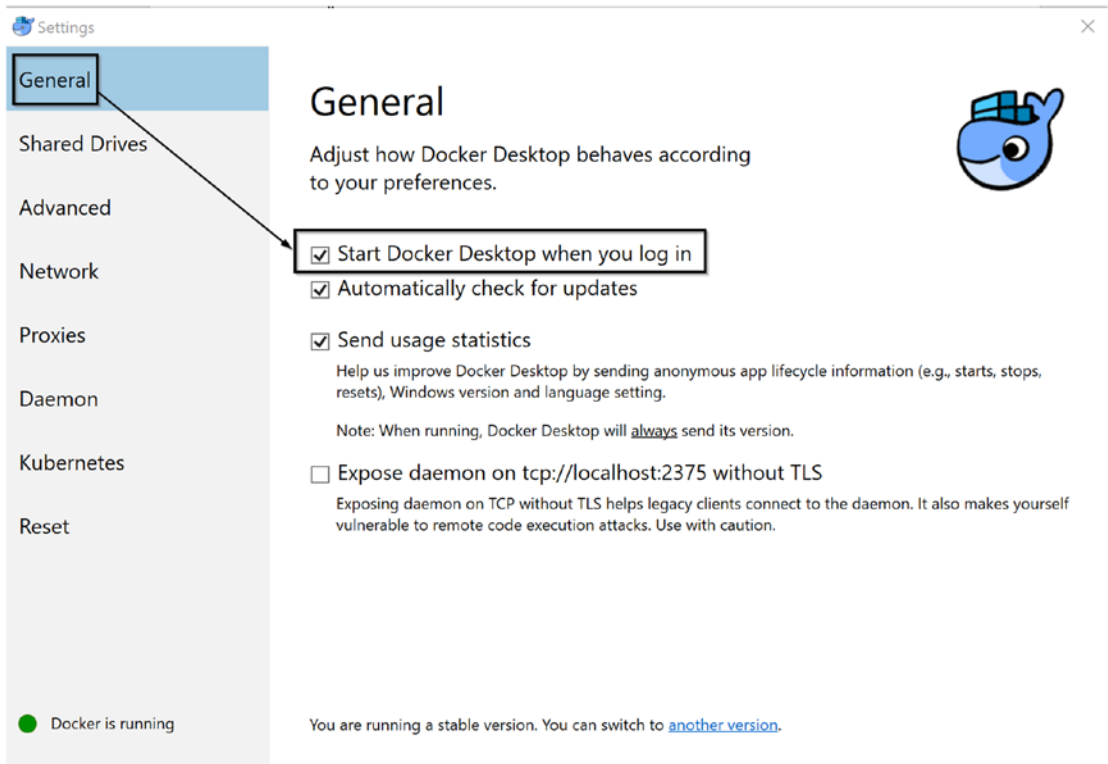 Settings
General
Shared Drives
Advanced
Network
Proxies
Daemon
Kubernetes
Reset
Docker is running
General
Adjust how Docker Desktop behaves according
to your preferences.
Start Docker Desktop when you log in
Automatically check for updates
Send usage statistics
Help us improve Docker Desktop by sending anonymous app lifecycle information (e.g., starts, stops,
resets), Windows version and language setting.
Note: When running, Docker Desktop will always send its version.
Expose daemon on tcp://localhost:2375 without TLS
Exposing daemon on TCP without TLS helps legacy clients connect to the daemon. It also makes yourself
vulnerable to remote code execution attacks. Use with caution.
You are running a stable version. You can switch to another version.